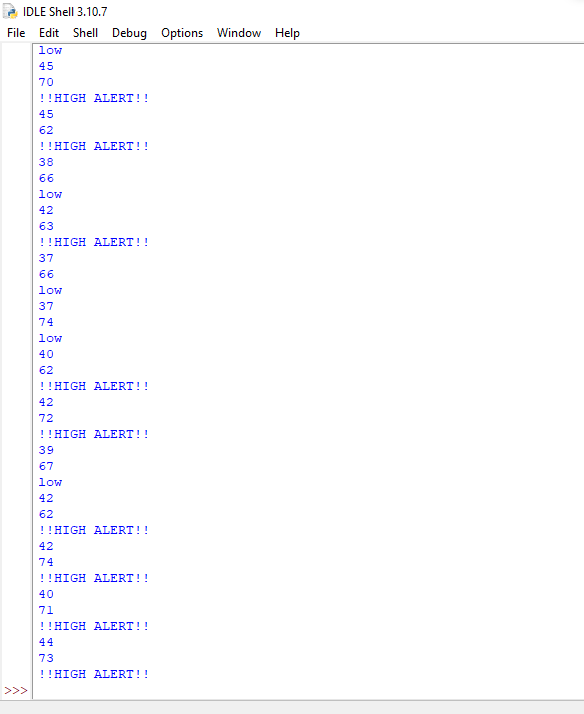 IDLE Shell 3.10.7
File Edit Shell Debug Options Window Help
low
45
70
!!HIGH ALERT!!
45
62
!!HIGH ALERT!!
38
66
low
42
63
!!HIGH ALERT!!
37
66
low
37
74
low
40
62
!!HIGH ALERT!!
42
72
!!HIGH ALERT!!
39
67
low
42
62
!!HIGH ALERT!!
42
74
!!HIGH ALERT!!
40
71
!!HIGH ALERT!!
44
73
!!HIGH ALERT!!
>>>